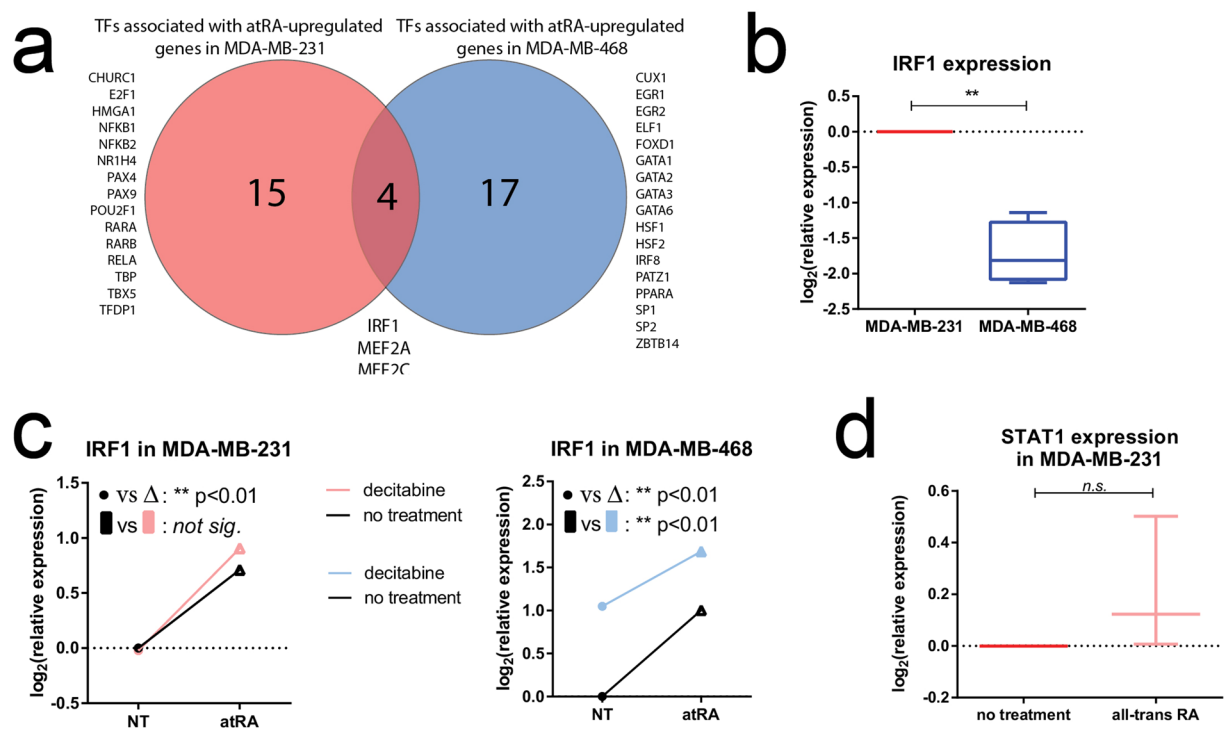 a
TFs associated with atRA-upregulated
genes in MDA-MB-231
TFs associated with atRA-upregulated
genes in MDA-MB-468
CHURC1
E2F1
HMGA1
NFKB1
NFKB2
NR1H4
PAX4
PAX9
POU2F1
RARA
RARB
RELA
TBP
TBX5
TFDP1
15
4
17
IRF1
MEF2A
MEF2C
CUX1
EGR1
EGR2
ELF1
FOXD1
GATA1
GATA2
GATA3
GATA6
HSF1
HSF2
IRF8
PATZ1
PPARA
SP1
SP2
ZBTB14
b
IRF1 expression
**
log2(relative expression)
0.5
0.0
-0.5
-1.0
-1.5
-2.0
-2.5
MDA-MB-231
MDA-MB-468
c
IRF1 in MDA-MB-231
● vs Δ : ** p<0.01
vs : not sig.
log2(relative expression)
1.5
1.0
0.5
0.0
-0.5
NT
atRA
decitabine
no treatment
decitabine
no treatment
IRF1 in MDA-MB-468
● vs Δ : ** p<0.01
vs : ** p<0.01
log2(relative expression)
2.5
2.0
1.5
1.0
0.5
0.0
NT
atRA
d
STAT1 expression
in MDA-MB-231
n.s.
log2(relative expression)
0.6
0.4
0.2
0.0
-0.2
no treatment
all-trans RA